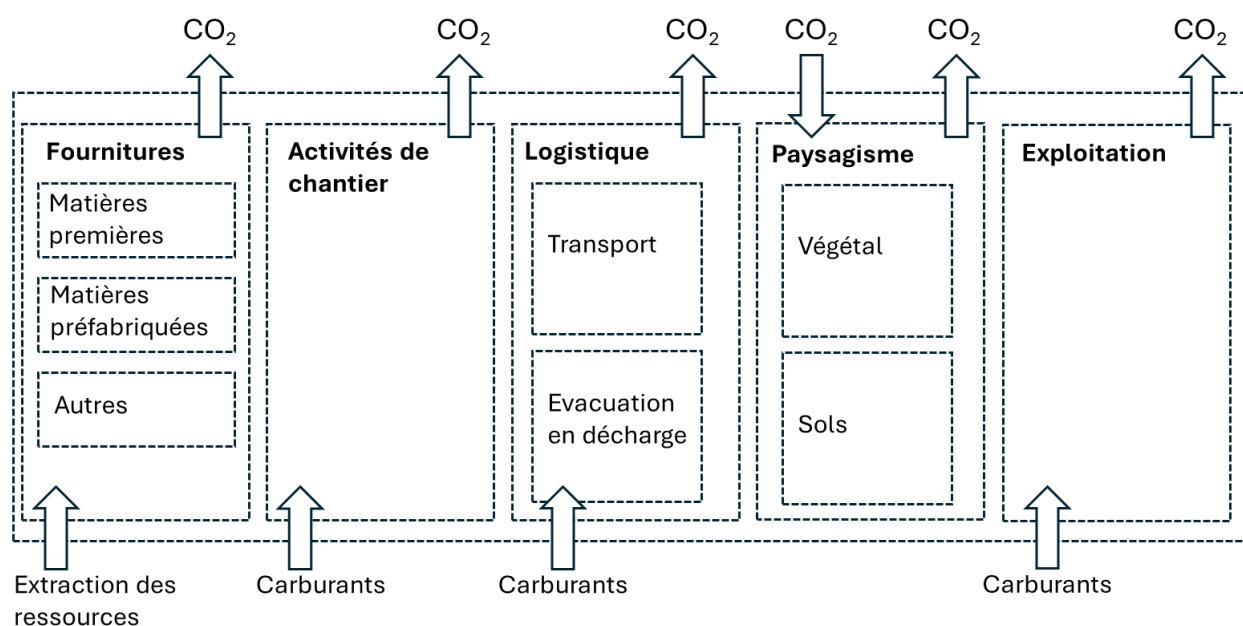 CO₂
CO₂
CO₂
CO₂
CO₂
CO₂
Fournitures
Matières
premières
Matières
préfabriquées
Autres
Activités de
chantier
Logistique
Transport
Evacuation
en décharge
Paysagisme
Végétal
Sols
Exploitation
Extraction des
ressources
Carburants
Carburants
Carburants